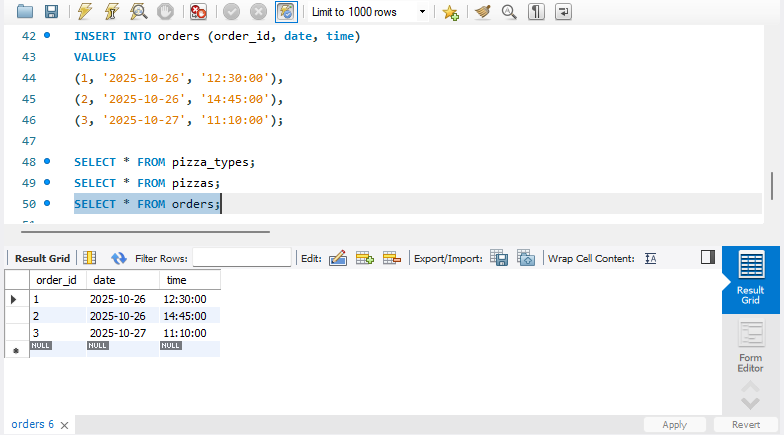 Limit to 1000 rows
42 INSERT INTO orders (order_id, date, time)
43 VALUES
44 (1, '2025-10-26', '12:30:00'),
45 (2, '2025-10-26', '14:45:00'),
46 (3, '2025-10-27', '11:10:00');
47
48 SELECT * FROM pizza_types;
49 SELECT * FROM pizzas;
50 SELECT * FROM orders;
Result Grid Filter Rows: Edit: Export/Import: Wrap Cell Content: IA
order_id date time
1 2025-10-26 12:30:00
2 2025-10-26 14:45:00
3 2025-10-27 11:10:00
NULL NULL NULL
Result
Grid
Form
Editor
orders 6 × Apply Revert